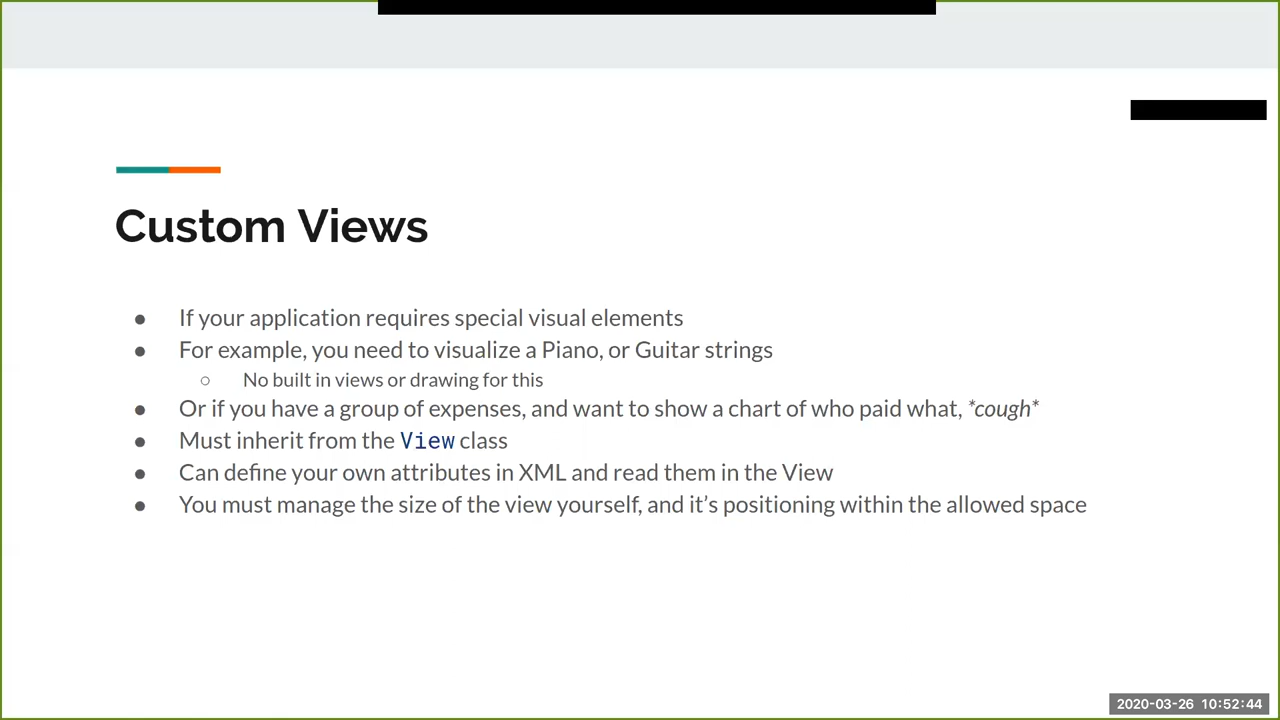 Custom Views
● If your application requires special visual elements
● For example, you need to visualize a Piano, or Guitar strings
○ No built in views or drawing for this
● Or if you have a group of expenses, and want to show a chart of who paid what, *cough*
● Must inherit from the View class
● Can define your own attributes in XML and read them in the View
● You must manage the size of the view yourself, and it’s positioning within the allowed space
2020-03-26 10:52:44